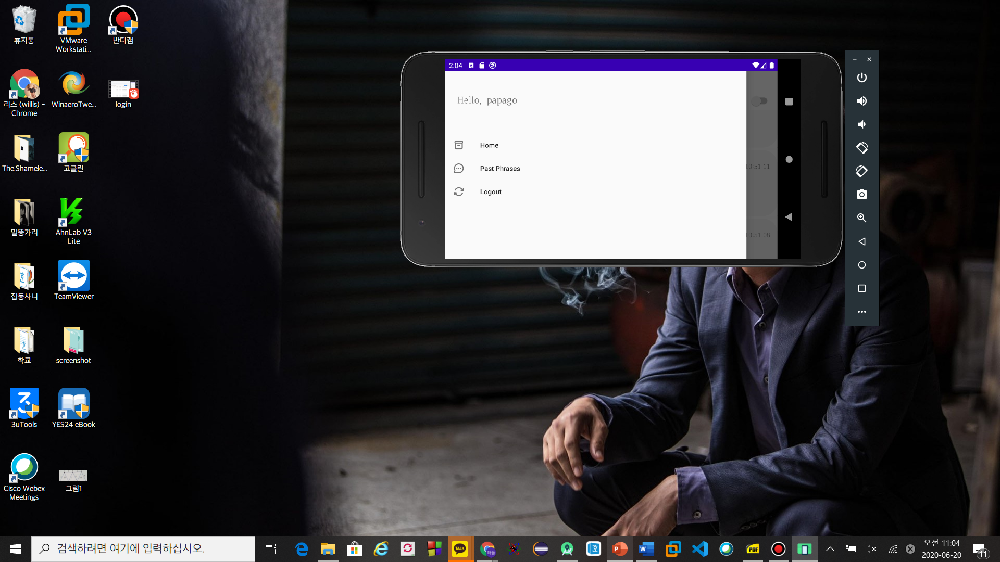 휴지통
VMware
Workstati...
반디캠
리스 (willis) -
Chrome
WinaeroTwe...
login
The.Shamele...
고클린
말똥가리
AhnLab V3
Lite
잡동사니
TeamViewer
학교
screenshot
3uTools
YES24 eBook
Cisco Webex
Meetings
그림1
2:04
Hello, papago
Home
Past Phrases
Logout
10:51:11
10:51:08
검색하려면 여기에 입력하십시오.
TALK
하늘
PDF
오전 11:04
2020-06-20
11